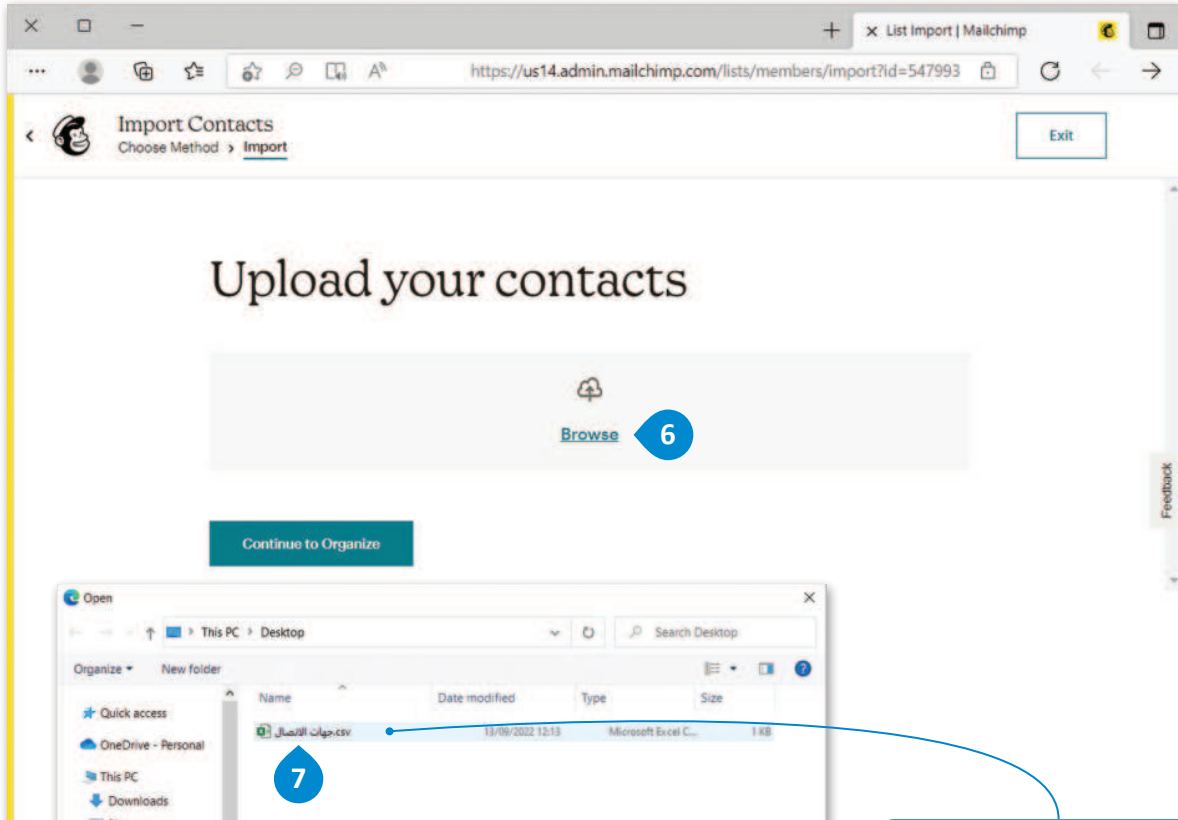 List Import | Mailchimp
https://us14.admin.mailchimp.com/lists/members/import?id=547993
Import Contacts
Choose Method > Import
Exit
Upload your contacts
Browse
6
Feedback
Continue to Organize
Open
This PC > Desktop
Search Desktop
Organize
New folder
Name
Date modified
Type
Size
Quick access
جهات الاتصال.csv
13/09/2022 12:13
Microsoft Excel C...
1 KB
OneDrive - Personal
This PC
7
Downloads